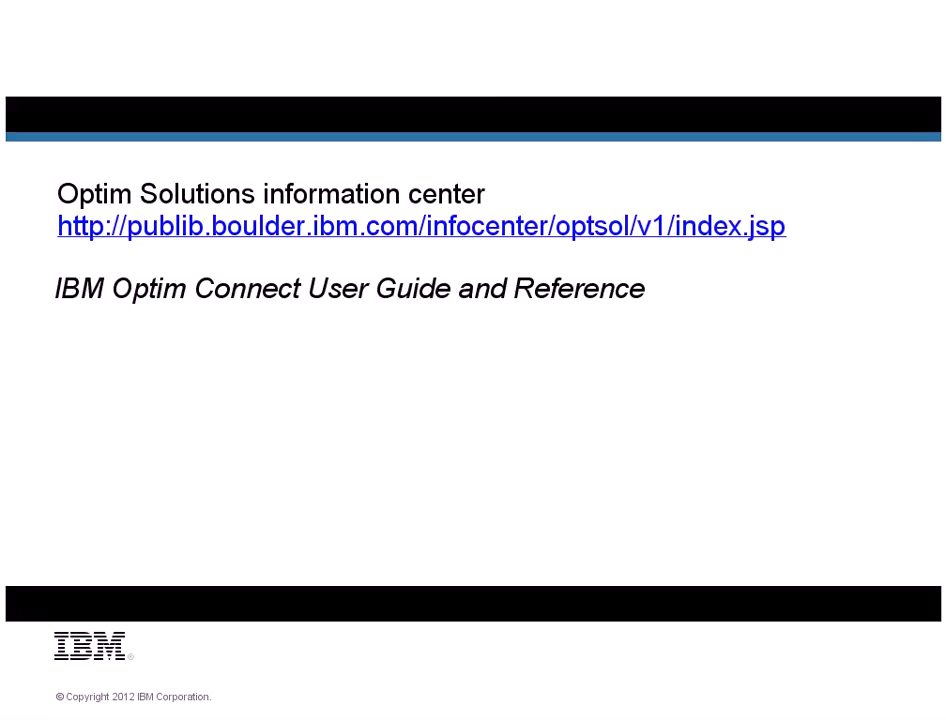 Optim Solutions information center
http://publib.boulder.ibm.com/infocenter/optsol/v1/index.jsp
IBM Optim Connect User Guide and Reference
IBM®
© Copyright 2012 IBM Corporation.